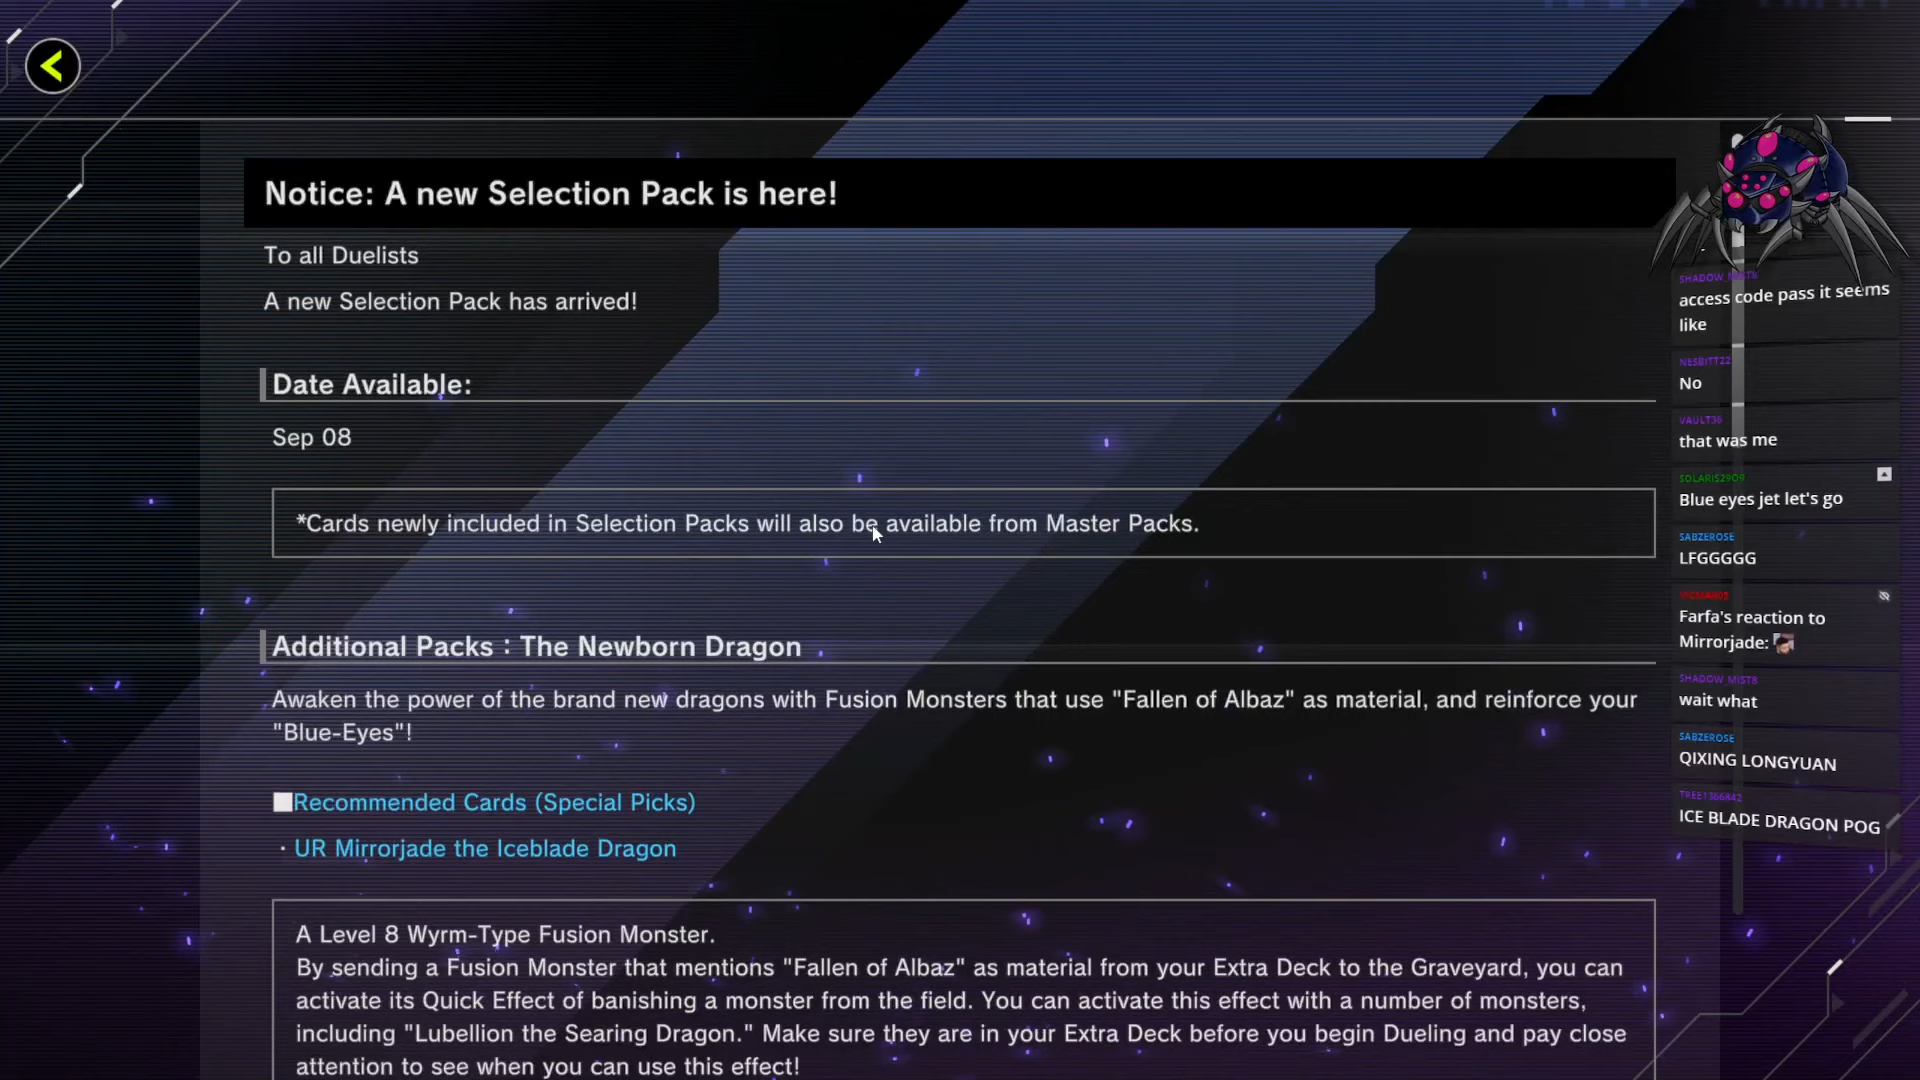 Notice: A new Selection Pack is here!
To all Duelists
A new Selection Pack has arrived!
Date Available:
Sep 08
*Cards newly included in Selection Packs will also be available from Master Packs.
Additional Packs : The Newborn Dragon
Awaken the power of the brand new dragons with Fusion Monsters that use "Fallen of Albaz" as material, and reinforce your
"Blue-Eyes"!
Recommended Cards (Special Picks)
· UR Mirrorjade the Iceblade Dragon
A Level 8 Wyrm-Type Fusion Monster.
By sending a Fusion Monster that mentions "Fallen of Albaz" as material from your Extra Deck to the Graveyard, you can
activate its Quick Effect of banishing a monster from the field. You can activate this effect with a number of monsters,
including "Lubellion the Searing Dragon." Make sure they are in your Extra Deck before you begin Dueling and pay close
attention to see when you can use this effect!
SHADOW_MIST8
access code pass it seems
like
NESBITT22
No
VAULT36
that was me
SOLARIS2909
Blue eyes jet let's go
SABZEROSE
LFGGGGG
Farfa's reaction to
Mirrorjade:
SHADOW_MIST8
wait what
SABZEROSE
QIXING LONGYUAN
TREE1366842
ICE BLADE DRAGON POG